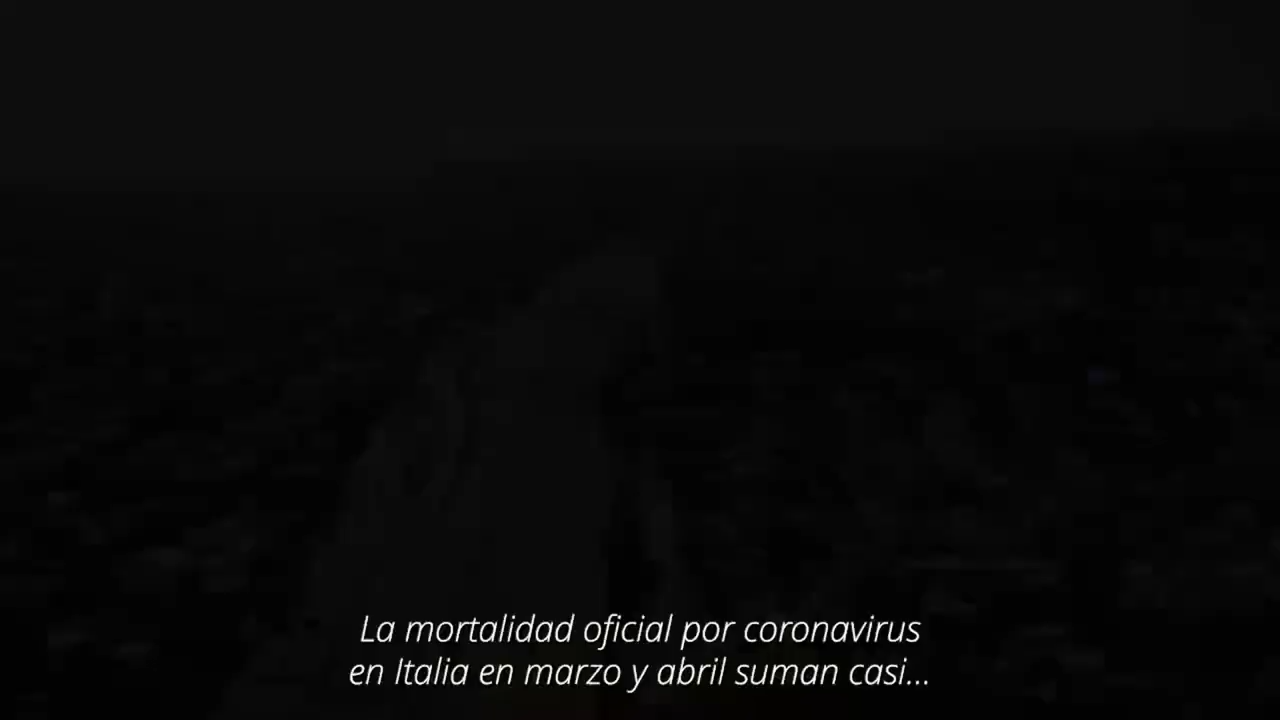 La mortalidad oficial por coronavirus
en Italia en marzo y abril suman casi...